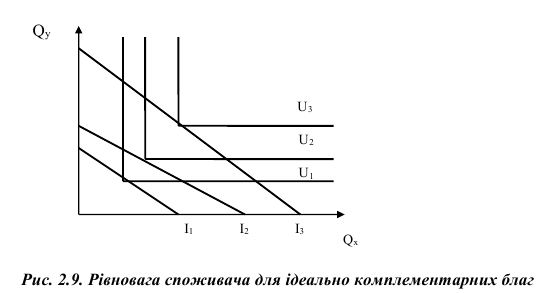 Qy
U3
U2
U1
I1 I2 I3
Qx
Рис. 2.9. Рівновага споживача для ідеально комплементарних благ